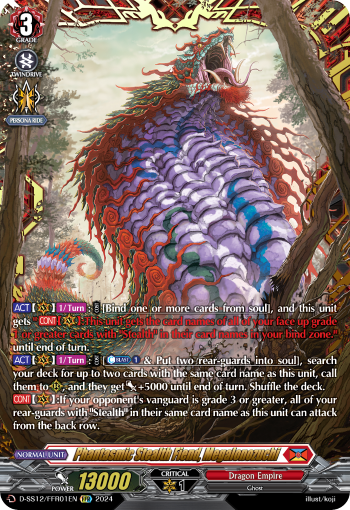 3
GRADE
TWINDRIVE
PERSONA RIDE
ACT 1/Turn : [Bind one or more cards from soul], and this unit
gets "CONT : This unit gets the card names of all of your face up grade
3 or greater cards with "Stealth" in their card names in your bind zone."
until end of turn.
ACT 1/Turn : [BLAST 1 & Put two rear-guards into soul], search
your deck for up to two cards with the same card name as this unit, call
them to R, and they get +5000 until end of turn. Shuffle the deck.
CONT : If your opponent's vanguard is grade 3 or greater, all of your
rear-guards with "Stealth" in their same card name as this unit can attack
from the back row.
NORMAL UNIT
Phantasmic Stealth Fiend,
POWER 13000
CRITICAL
1
Dragon Empire
Ghost
D-SS12/FFR01EN FFR 2024
illust/koji